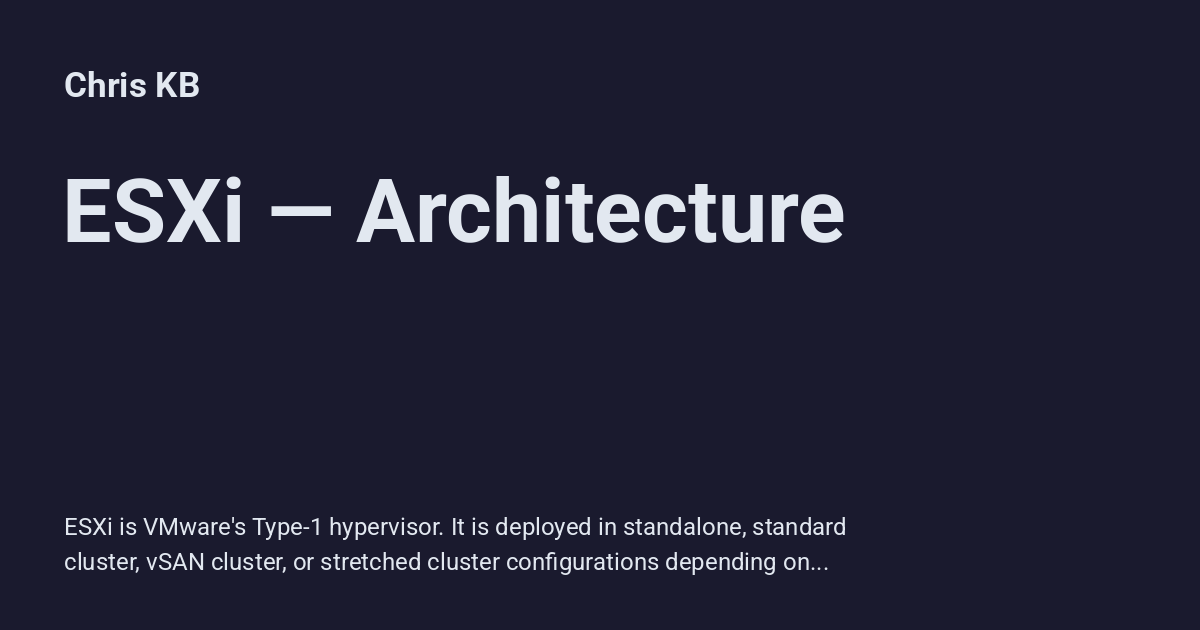 Chris KB
ESXi — Architecture
ESXi is VMware's Type-1 hypervisor. It is deployed in standalone, standard
cluster, vSAN cluster, or stretched cluster configurations depending on...